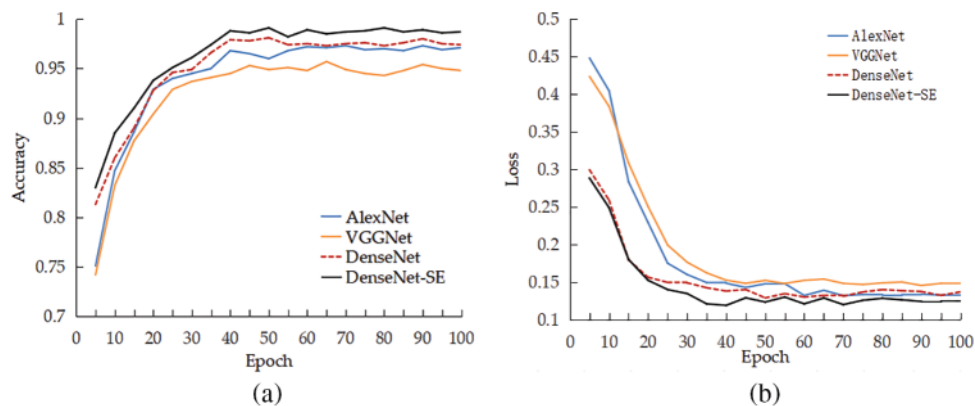 1
0.95
0.9
0.85
0.8
0.75
0.7
Accuracy
0 10 20 30 40 50 60 70 80 90 100
Epoch
AlexNet
VGGNet
DenseNet
DenseNet-SE
(a)
0.5
0.45
0.4
0.35
0.3
0.25
0.2
0.15
0.1
Loss
0 10 20 30 40 50 60 70 80 90 100
Epoch
AlexNet
VGGNet
DenseNet
DenseNet-SE
(b)